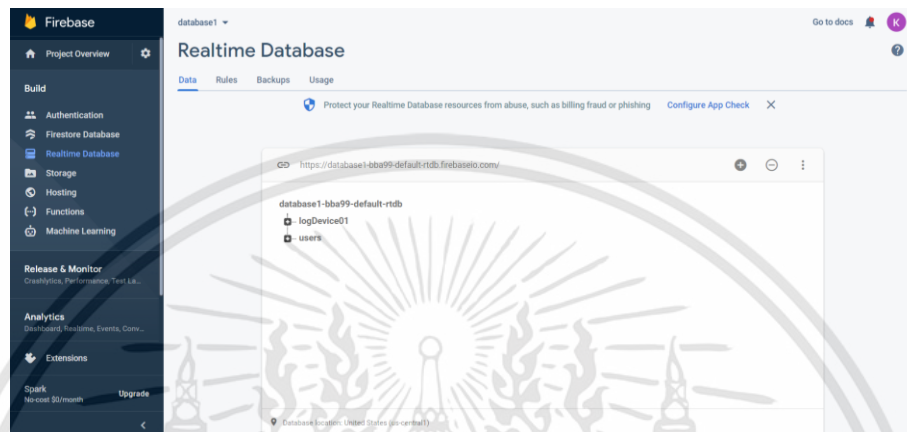 Firebase
Project Overview
Build
Authentication
Firestore Database
Realtime Database
Storage
Hosting
Functions
Machine Learning
Release & Monitor
Crashlytics, Performance, Test La...
Analytics
Dashboard, Realtime, Events, Conv...
Extensions
Spark
No-cost $0/month
Upgrade
database1
Go to docs
K
Realtime Database
Data Rules Backups Usage
Protect your Realtime Database resources from abuse, such as billing fraud or phishing Configure App Check
https://database1-bba99-default-rtdb.firebaseio.com/
database1-bba99-default-rtdb
logDevice01
users
Database location: United States (us-central1)